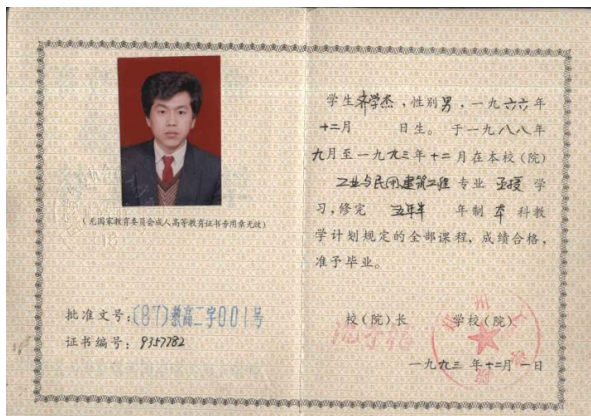 (无国家教育委员会成人高等教育证书专用章无效)
批准文号:(87)教高二字001号
证书编号:9357782
学生齐学杰,性别男,一九六六年
十二月 日生。于一九八八年
九月至一九九三年十二月在本校(院)
工业与民用建筑工程专业函授学
习,修完 五年半 年制 本 科教
学计划规定的全部课程,成绩合格,
准予毕业。
校(院)长 学校(院)
一九九三年十二月一日